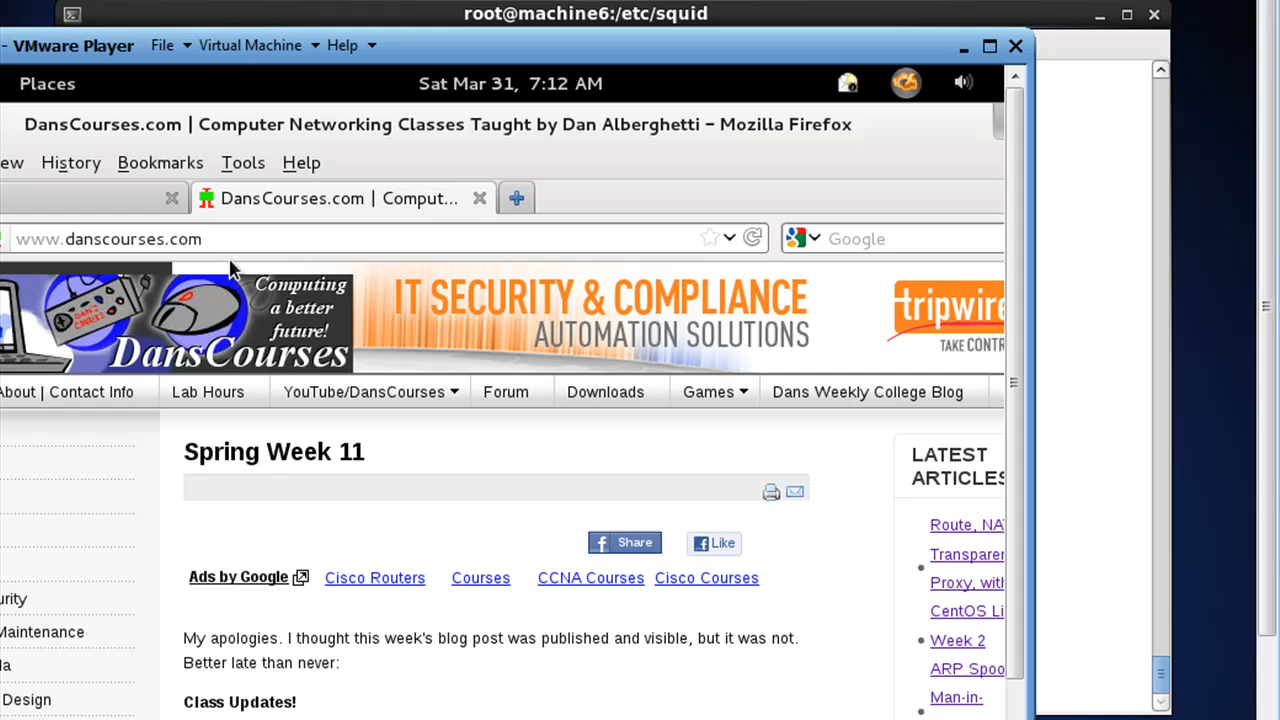 root@machine6:/etc/squid
- VMware Player File Virtual Machine Help
Places Sat Mar 31, 7:12 AM
DansCourses.com | Computer Networking Classes Taught by Dan Alberghetti – Mozilla Firefox
ew History Bookmarks Tools Help
DansCourses.com | Comput...
www.danscourses.com Google
Computing
a better
future!
DansCourses
IT SECURITY & COMPLIANCE
AUTOMATION SOLUTIONS
tripwire
TAKE CONTR
About | Contact Info Lab Hours YouTube/DansCourses Forum Downloads Games Dans Weekly College Blog
Spring Week 11
LATEST
ARTICLES
Share Like
Ads by Google Cisco Routers Courses CCNA Courses Cisco Courses
My apologies. I thought this week's blog post was published and visible, but it was not.
Better late than never:
Class Updates!
urity
Maintenance
la
Design
Route, NA
Transparen
Proxy, with
CentOS Li
Week 2
ARP Spoo
Man-in-